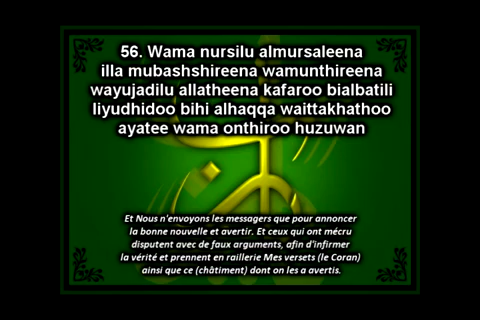 56. Wama nursilu almursaleena
illa mubashshireena wamunthireena
wayujadilu allatheena kafaroo bialbatili
liyudhidoo bihi alhaqqa waittakhathoo
ayatee wama onthiroo huzuwan
Et Nous n'envoyons les messagers que pour annoncer
la bonne nouvelle et avertir. Et ceux qui ont mécru
disputent avec de faux arguments, afin d'infirmer
la vérité et prennent en raillerie Mes versets (le Coran)
ainsi que ce (châtiment) dont on les a avertis.